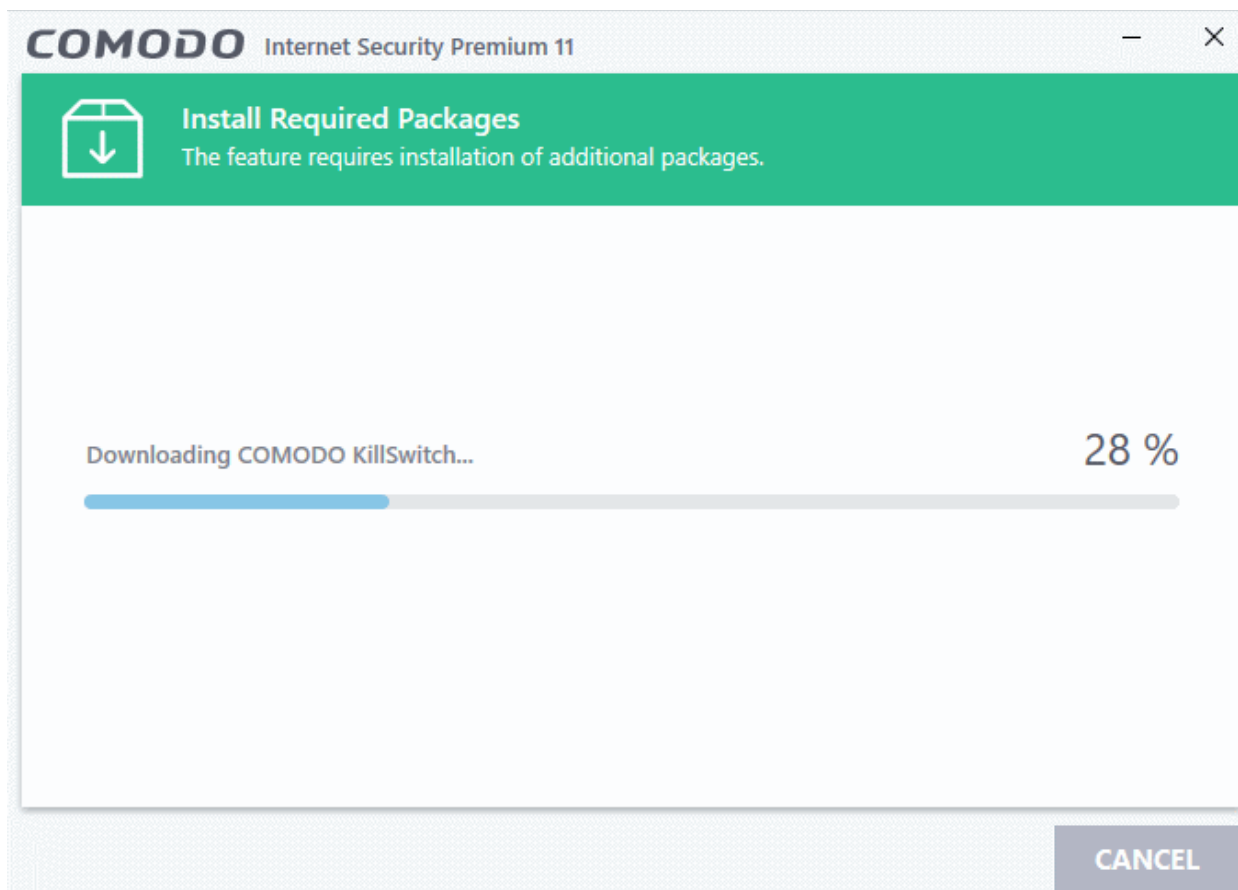 COMODO Internet Security Premium 11
Install Required Packages
The feature requires installation of additional packages.
Downloading COMODO KillSwitch...
28 %
CANCEL